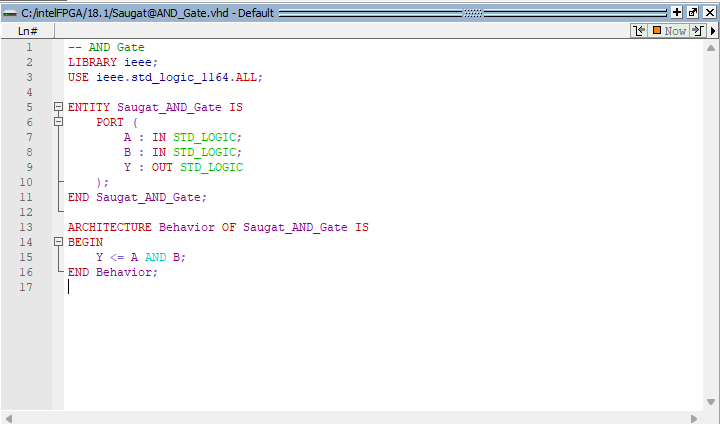 C:/intelFPGA/18.1/Saugat@AND_Gate.vhd - Default
Ln#
Now
1 -- AND Gate
2 LIBRARY ieee;
3 USE ieee.std_logic_1164.ALL;
4
5 ENTITY Saugat_AND_Gate IS
6 PORT (
7 A : IN STD_LOGIC;
8 B : IN STD_LOGIC;
9 Y : OUT STD_LOGIC
10 );
11 END Saugat_AND_Gate;
12
13 ARCHITECTURE Behavior OF Saugat_AND_Gate IS
14 BEGIN
15 Y <= A AND B;
16 END Behavior;
17